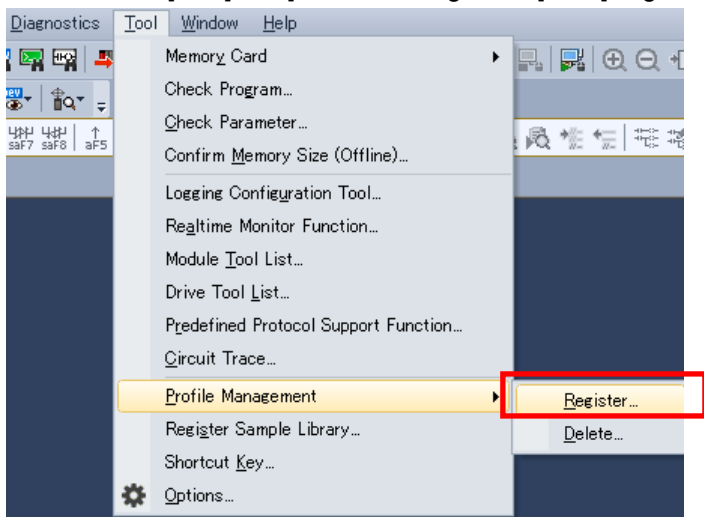 Diagnostics Tool Window Help
Memory Card
Check Program...
Check Parameter...
saF7 saF8 aF5
Confirm Memory Size (Offline)...
Logging Configuration Tool...
Realtime Monitor Function...
Module Tool List...
Drive Tool List...
Predefined Protocol Support Function...
Circuit Trace...
Profile Management
Register...
Register Sample Library...
Delete...
Shortcut Key...
Options...